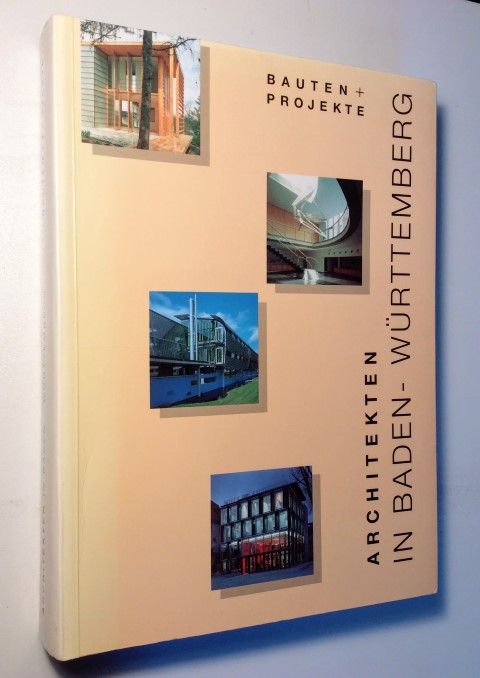 BAUTEN+
PROJEKTE
ARCHITEKTEN
IN BADEN-WÜRTTEMBERG